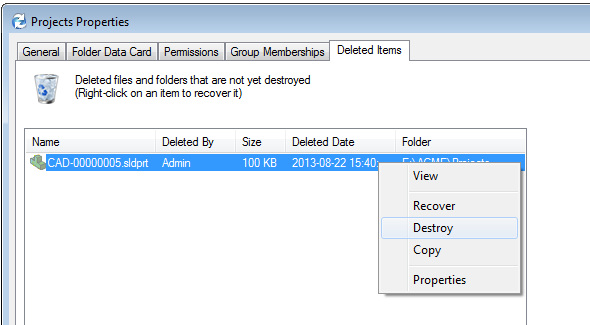 Projects Properties
General Folder Data Card Permissions Group Memberships Deleted Items
Deleted files and folders that are not yet destroyed
(Right-click on an item to recover it)
Name Deleted By Size Deleted Date Folder
CAD-00000005.sldprt Admin 100 KB 2013-08-22 15:40:
View
Recover
Destroy
Copy
Properties